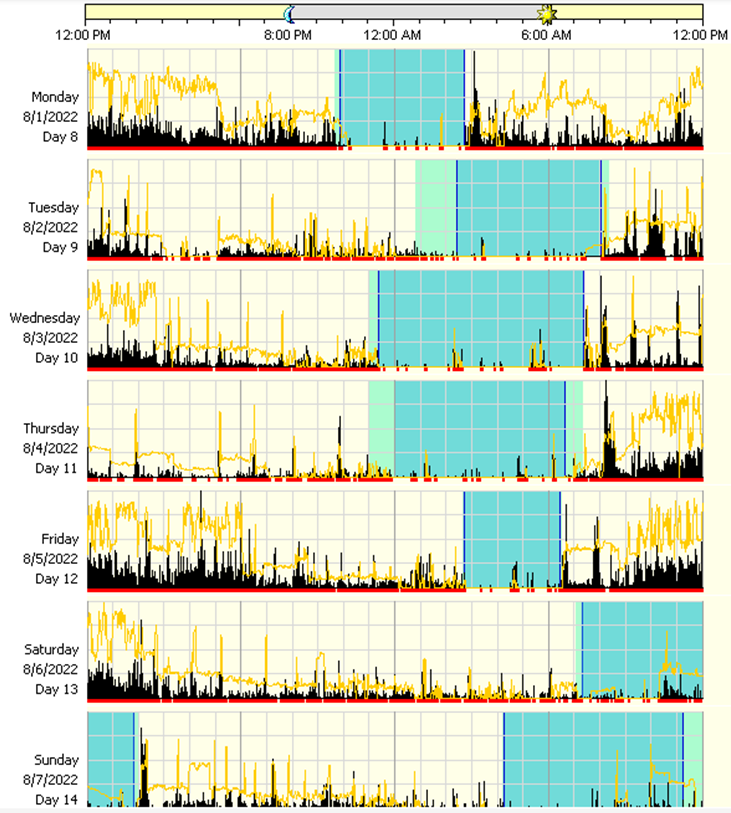 12:00 PM 8:00 PM 12:00 AM 6:00 AM 12:00 PM
Monday
8/1/2022
Day 8
Tuesday
8/2/2022
Day 9
Wednesday
8/3/2022
Day 10
Thursday
8/4/2022
Day 11
Friday
8/5/2022
Day 12
Saturday
8/6/2022
Day 13
Sunday
8/7/2022
Day 14